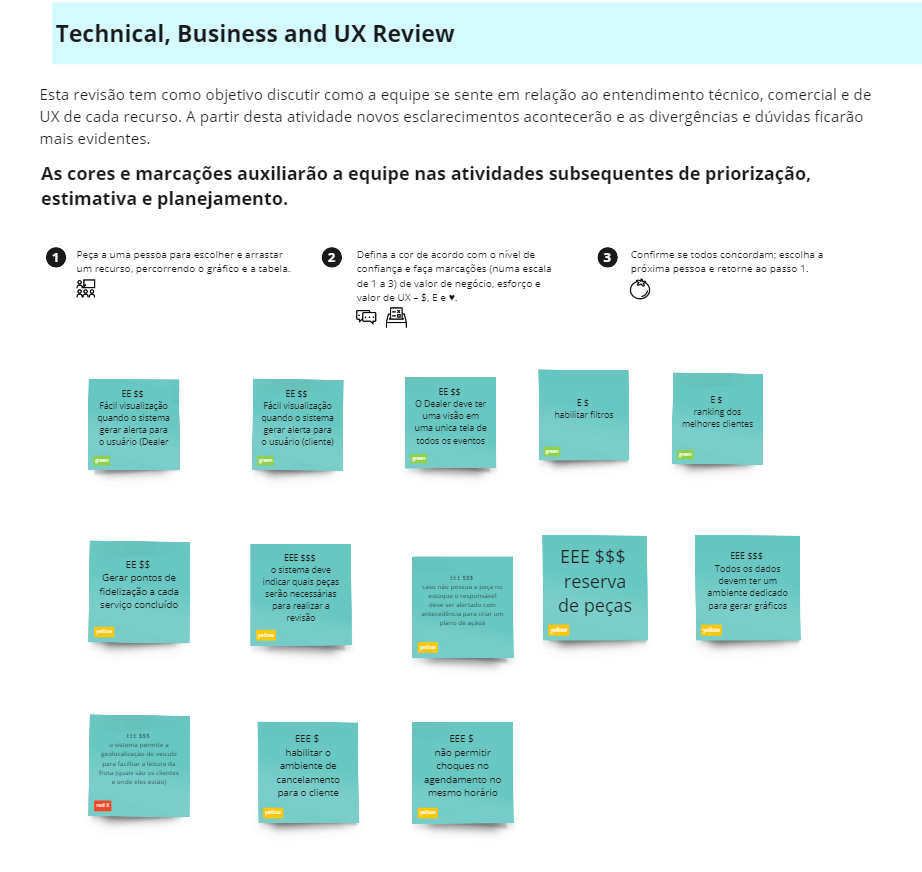 Technical, Business and UX Review
Esta revisão tem como objetivo discutir como a equipe se sente em relação ao entendimento técnico, comercial e de
UX de cada recurso. A partir desta atividade novos esclarecimentos acontecerão e as divergências e dúvidas ficarão
mais evidentes.
As cores e marcações auxiliarão a equipe nas atividades subsequentes de priorização,
estimativa e planejamento.
1
Peça a uma pessoa para escolher e arrastar
um recurso, percorrendo o gráfico e a tabela.
2
Defina a cor de acordo com o nível de
confiança e faça marcações (numa escala
de 1 a 3) de valor de negócio, esforço e
valor de UX – $, E e ♥.
3
Confirme se todos concordam; escolha a
próxima pessoa e retorne ao passo 1.
EE $$
Fácil visualização
quando o sistema
gerar alerta para
o usuário (Dealer
green
EE $$
Fácil visualização
quando o sistema
gerar alerta para
o usuário (cliente)
green
EE $$
O Dealer deve ter
uma visão em
uma unica tela de
todos os eventos
green
E $
habilitar filtros
green
E $
ranking dos
melhores clientes
green
EE $$
Gerar pontos de
fidelização a cada
serviço concluído
yellow
EEE $$$
o sistema deve
indicar quais peças
serão necessárias
para realizar a
revisão
yellow
EEE $$$
caso não possua a peça no
estoque o responsável
deve ser alertado com
antecedência para criar um
plano de açãoã
yellow
EEE $$$
reserva
de peças
yellow
EEE $$$
Todos os dados
devem ter um
ambiente dedicado
para gerar gráficos
yellow
EEE $$$
o sistema permite a
geofocalização do veículo
para facilitar a leitura da
frota (quais são os clientes
e onde eles estão)
red X
EEE $
habilitar o
ambiente de
cancelamento
para o cliente
yellow
EEE $
não permitir
choques no
agendamento no
mesmo horário
yellow